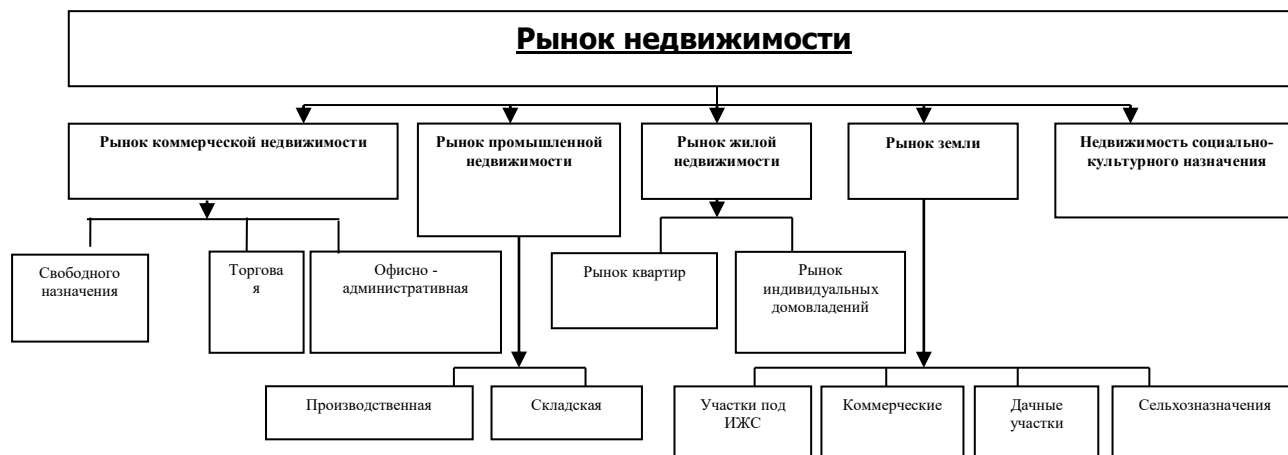 Рынок недвижимости
Рынок коммерческой недвижимости
Рынок промышленной
недвижимости
Рынок жилой
недвижимости
Рынок земли
Недвижимость социально-
культурного назначения
Свободного
назначения
Торгова
я
Офисно -
административная
Рынок квартир
Рынок
индивидуальных
домовладений
Производственная
Складская
Участки под
ИЖС
Коммерческие
Дачные
участки
Сельхозназначения